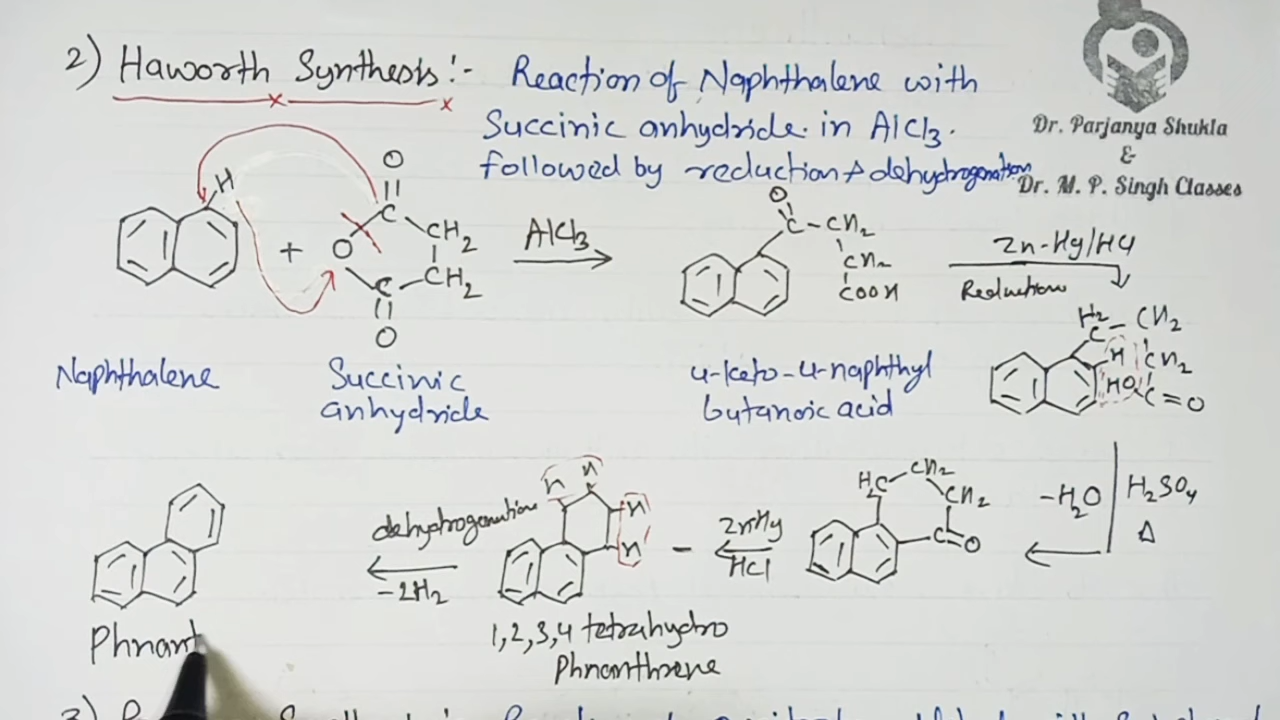 2) Haworth Synthesis :- Reaction of Naphthalene with
Succinic anhydride in AlCl3.
followed by reduction + dehydrogenation
Dr. Parjanya Shukla
&
Dr. M. P. Singh Classes
H
+
O
C
CH2
O
CH2
C
O
AlCl3
O
C-CH2
CH2
COOH
Zn-Hg/HCl
Reduction
Naphthalene
Succinic
anhydride
4-keto-4-naphthyl
butanoic acid
H2
C-CH2
H CH2
HO C=O
-H2O H2SO4
Δ
H2C CH2
CH2
C=O
Zn-Hg
HCl
H H
H
H
1,2,3,4 tetrahydro
Phnanthrene
dehydrogenation
-2H2
Phnant
3)